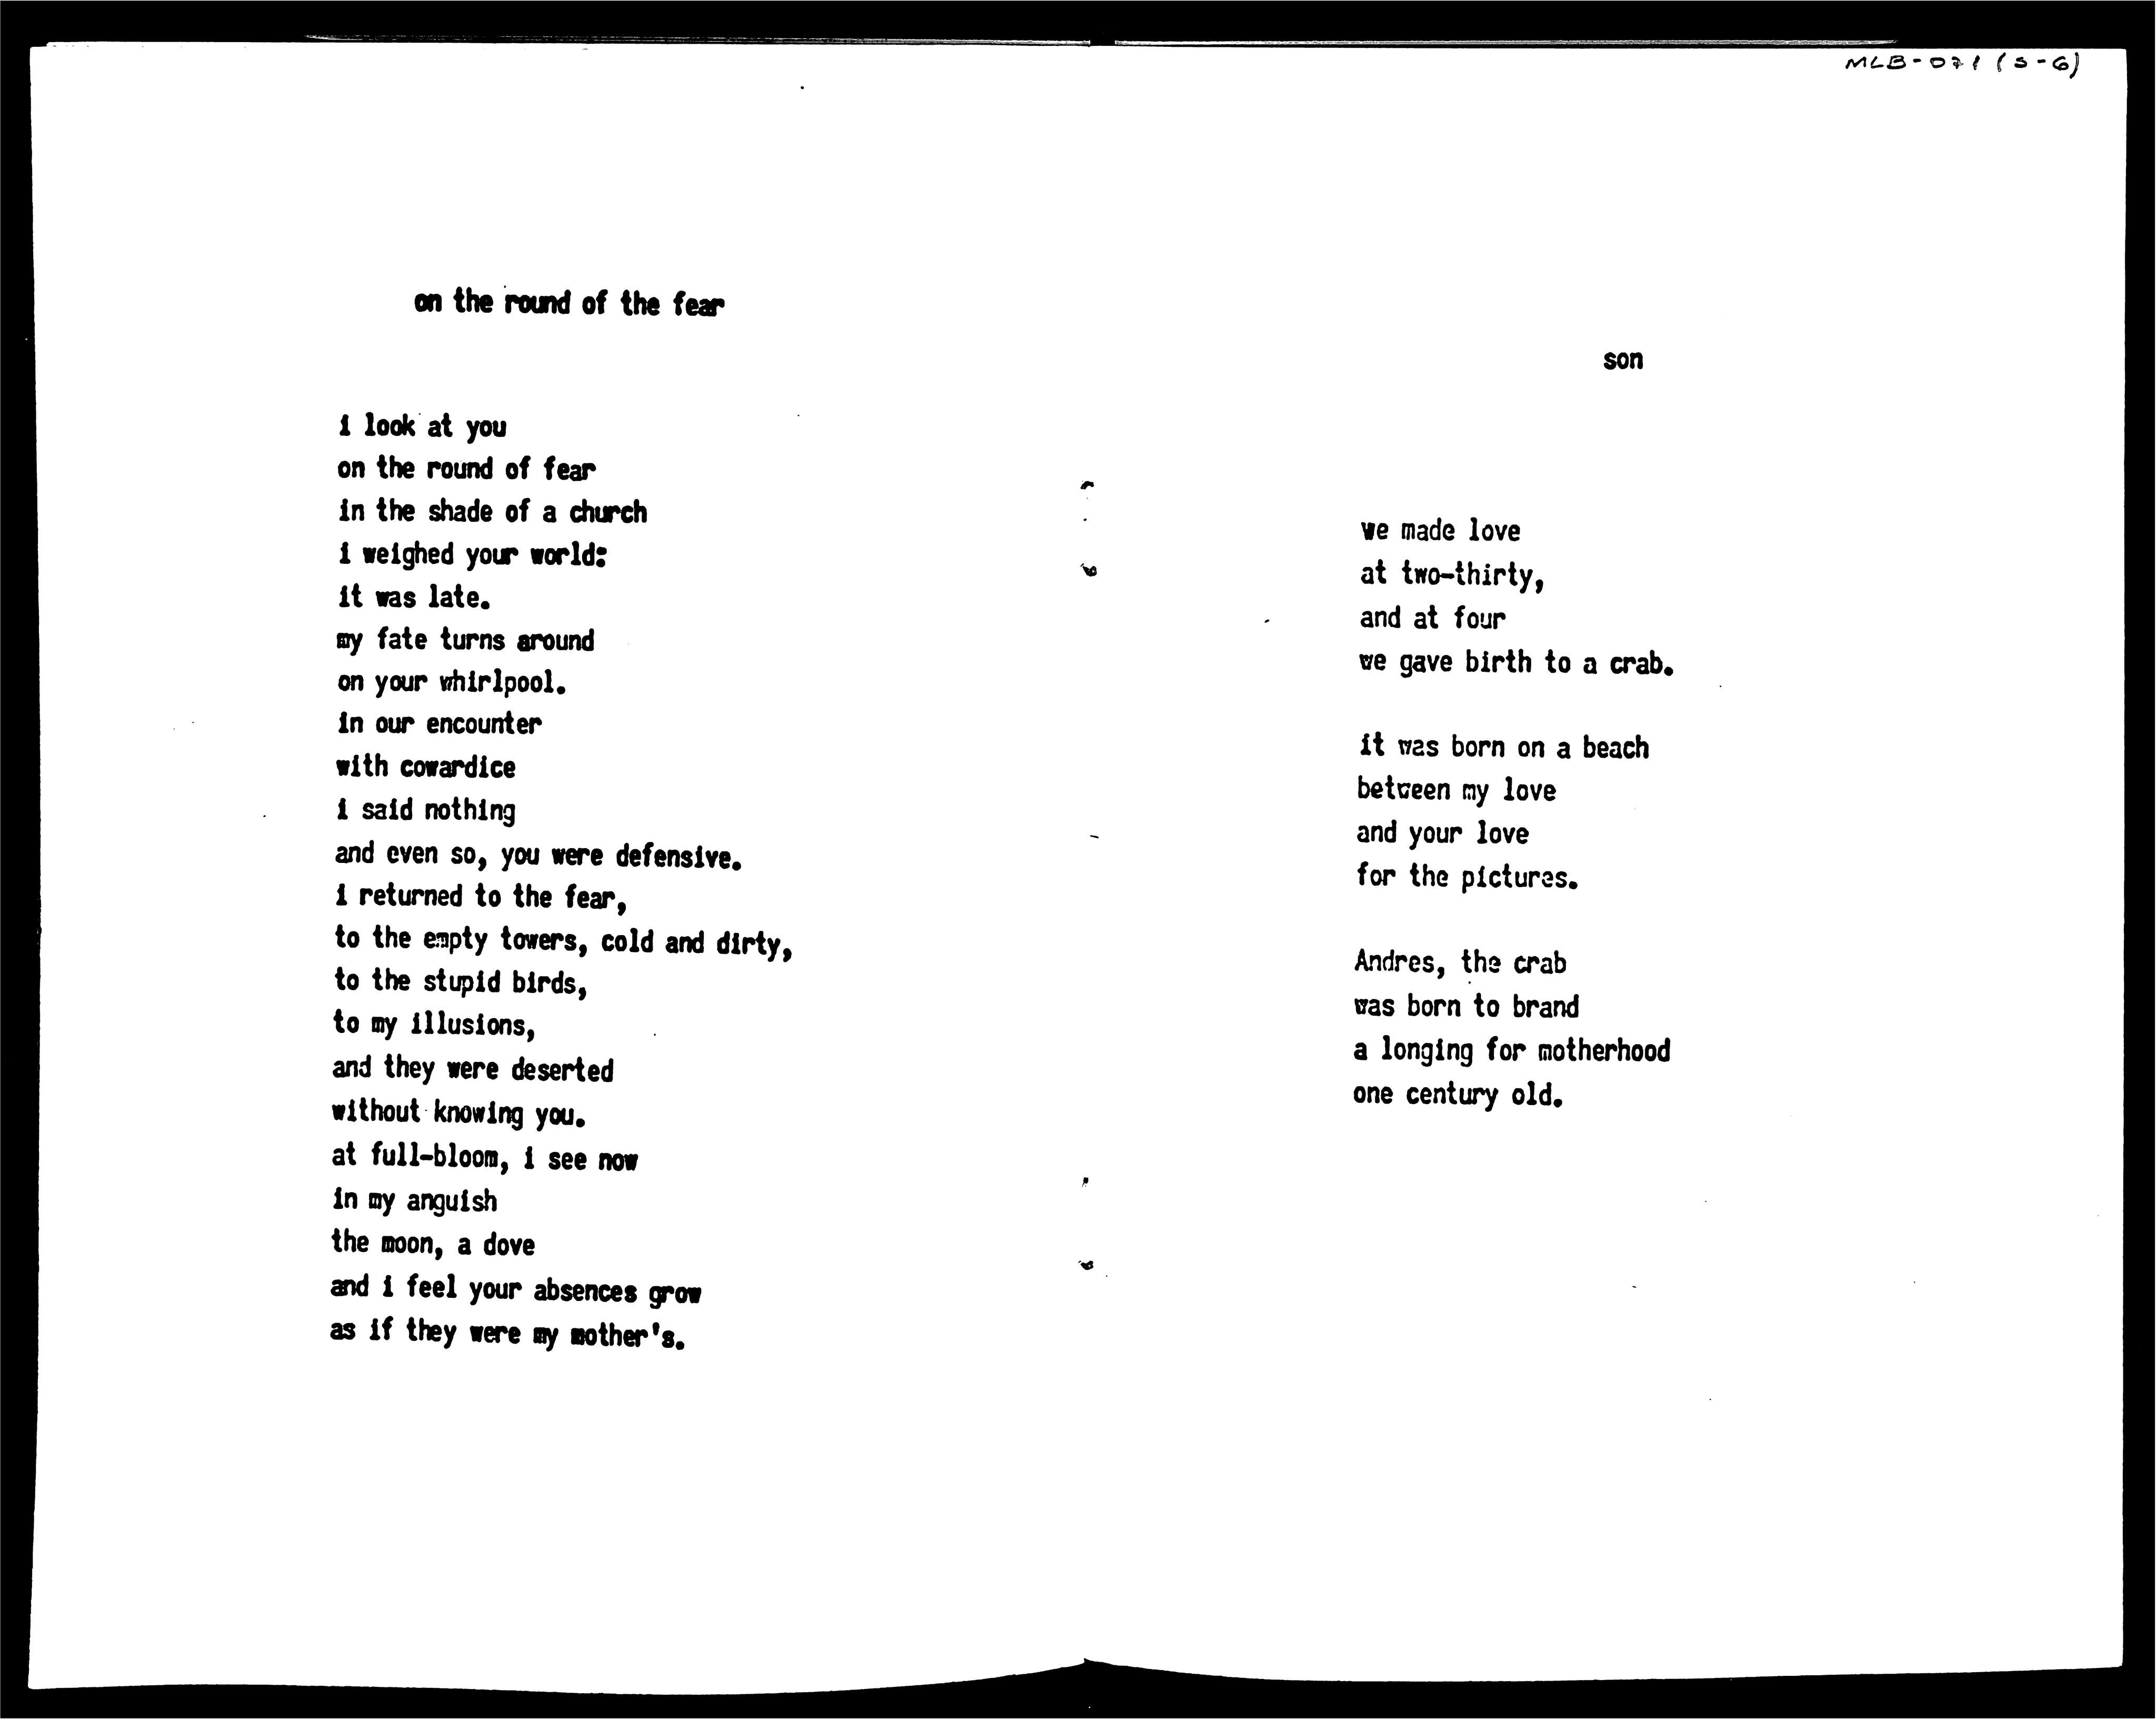 MLB-071 (5-6)
on the round of the fear
i look at you
on the round of fear
in the shade of a church
i weighed your world:
it was late.
my fate turns around
on your whirlpool.
in our encounter
with cowardice
i said nothing
and even so, you were defensive.
i returned to the fear,
to the empty towers, cold and dirty,
to the stupid birds,
to my illusions,
and they were deserted
without knowing you.
at full-bloom, i see now
in my anguish
the moon, a dove
and i feel your absences grow
as if they were my mother's.
son
we made love
at two-thirty,
and at four
we gave birth to a crab.
it was born on a beach
between my love
and your love
for the pictures.
Andres, the crab
was born to brand
a longing for motherhood
one century old.